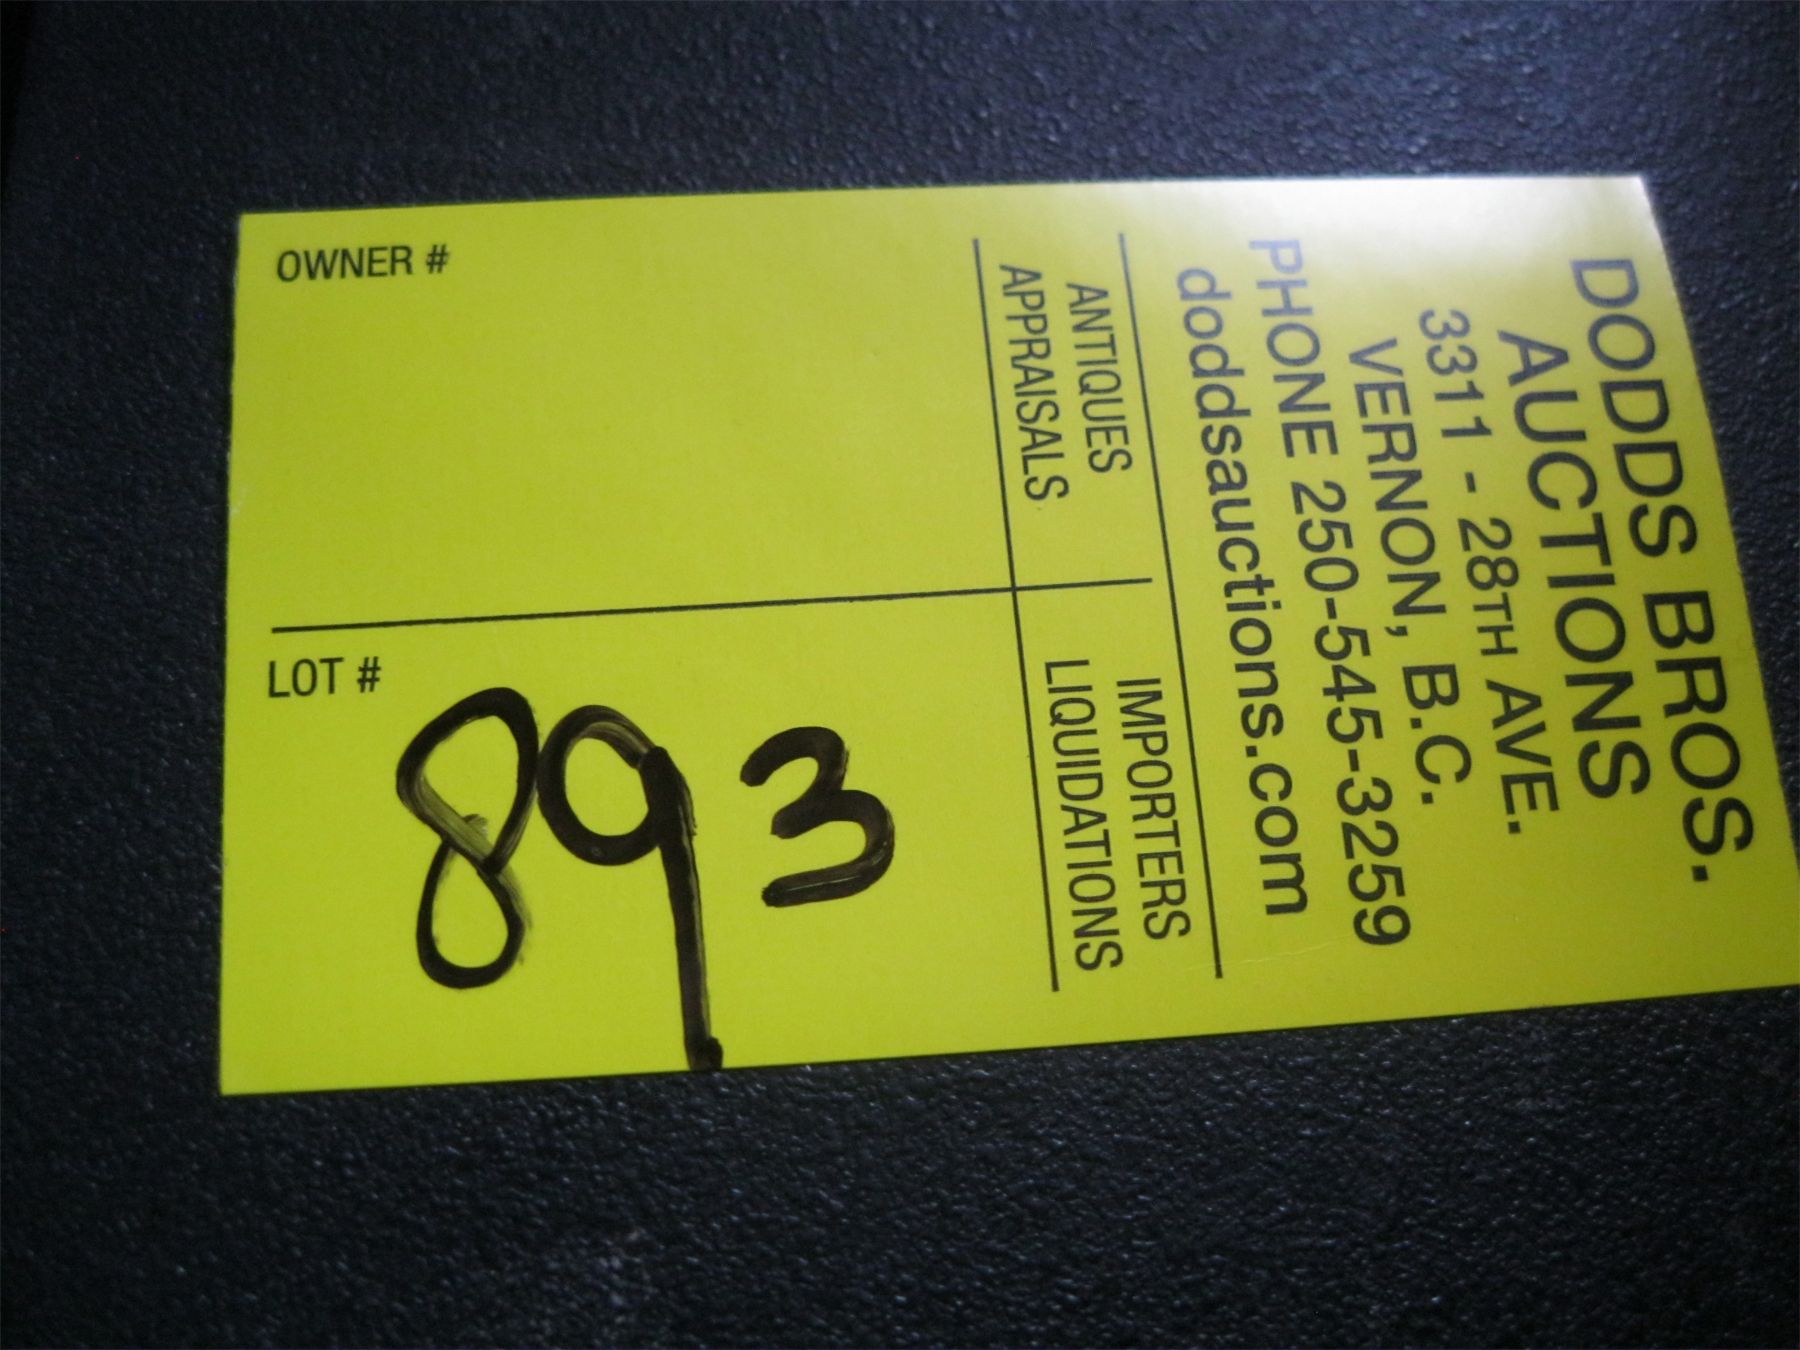 DODDS BROS.
AUCTIONS
3311 - 28TH AVE.
VERNON, B.C.
PHONE 250-545-3259
doddsauctions.com
ANTIQUES
APPRAISALS
IMPORTERS
LIQUIDATIONS
OWNER #
LOT #
893